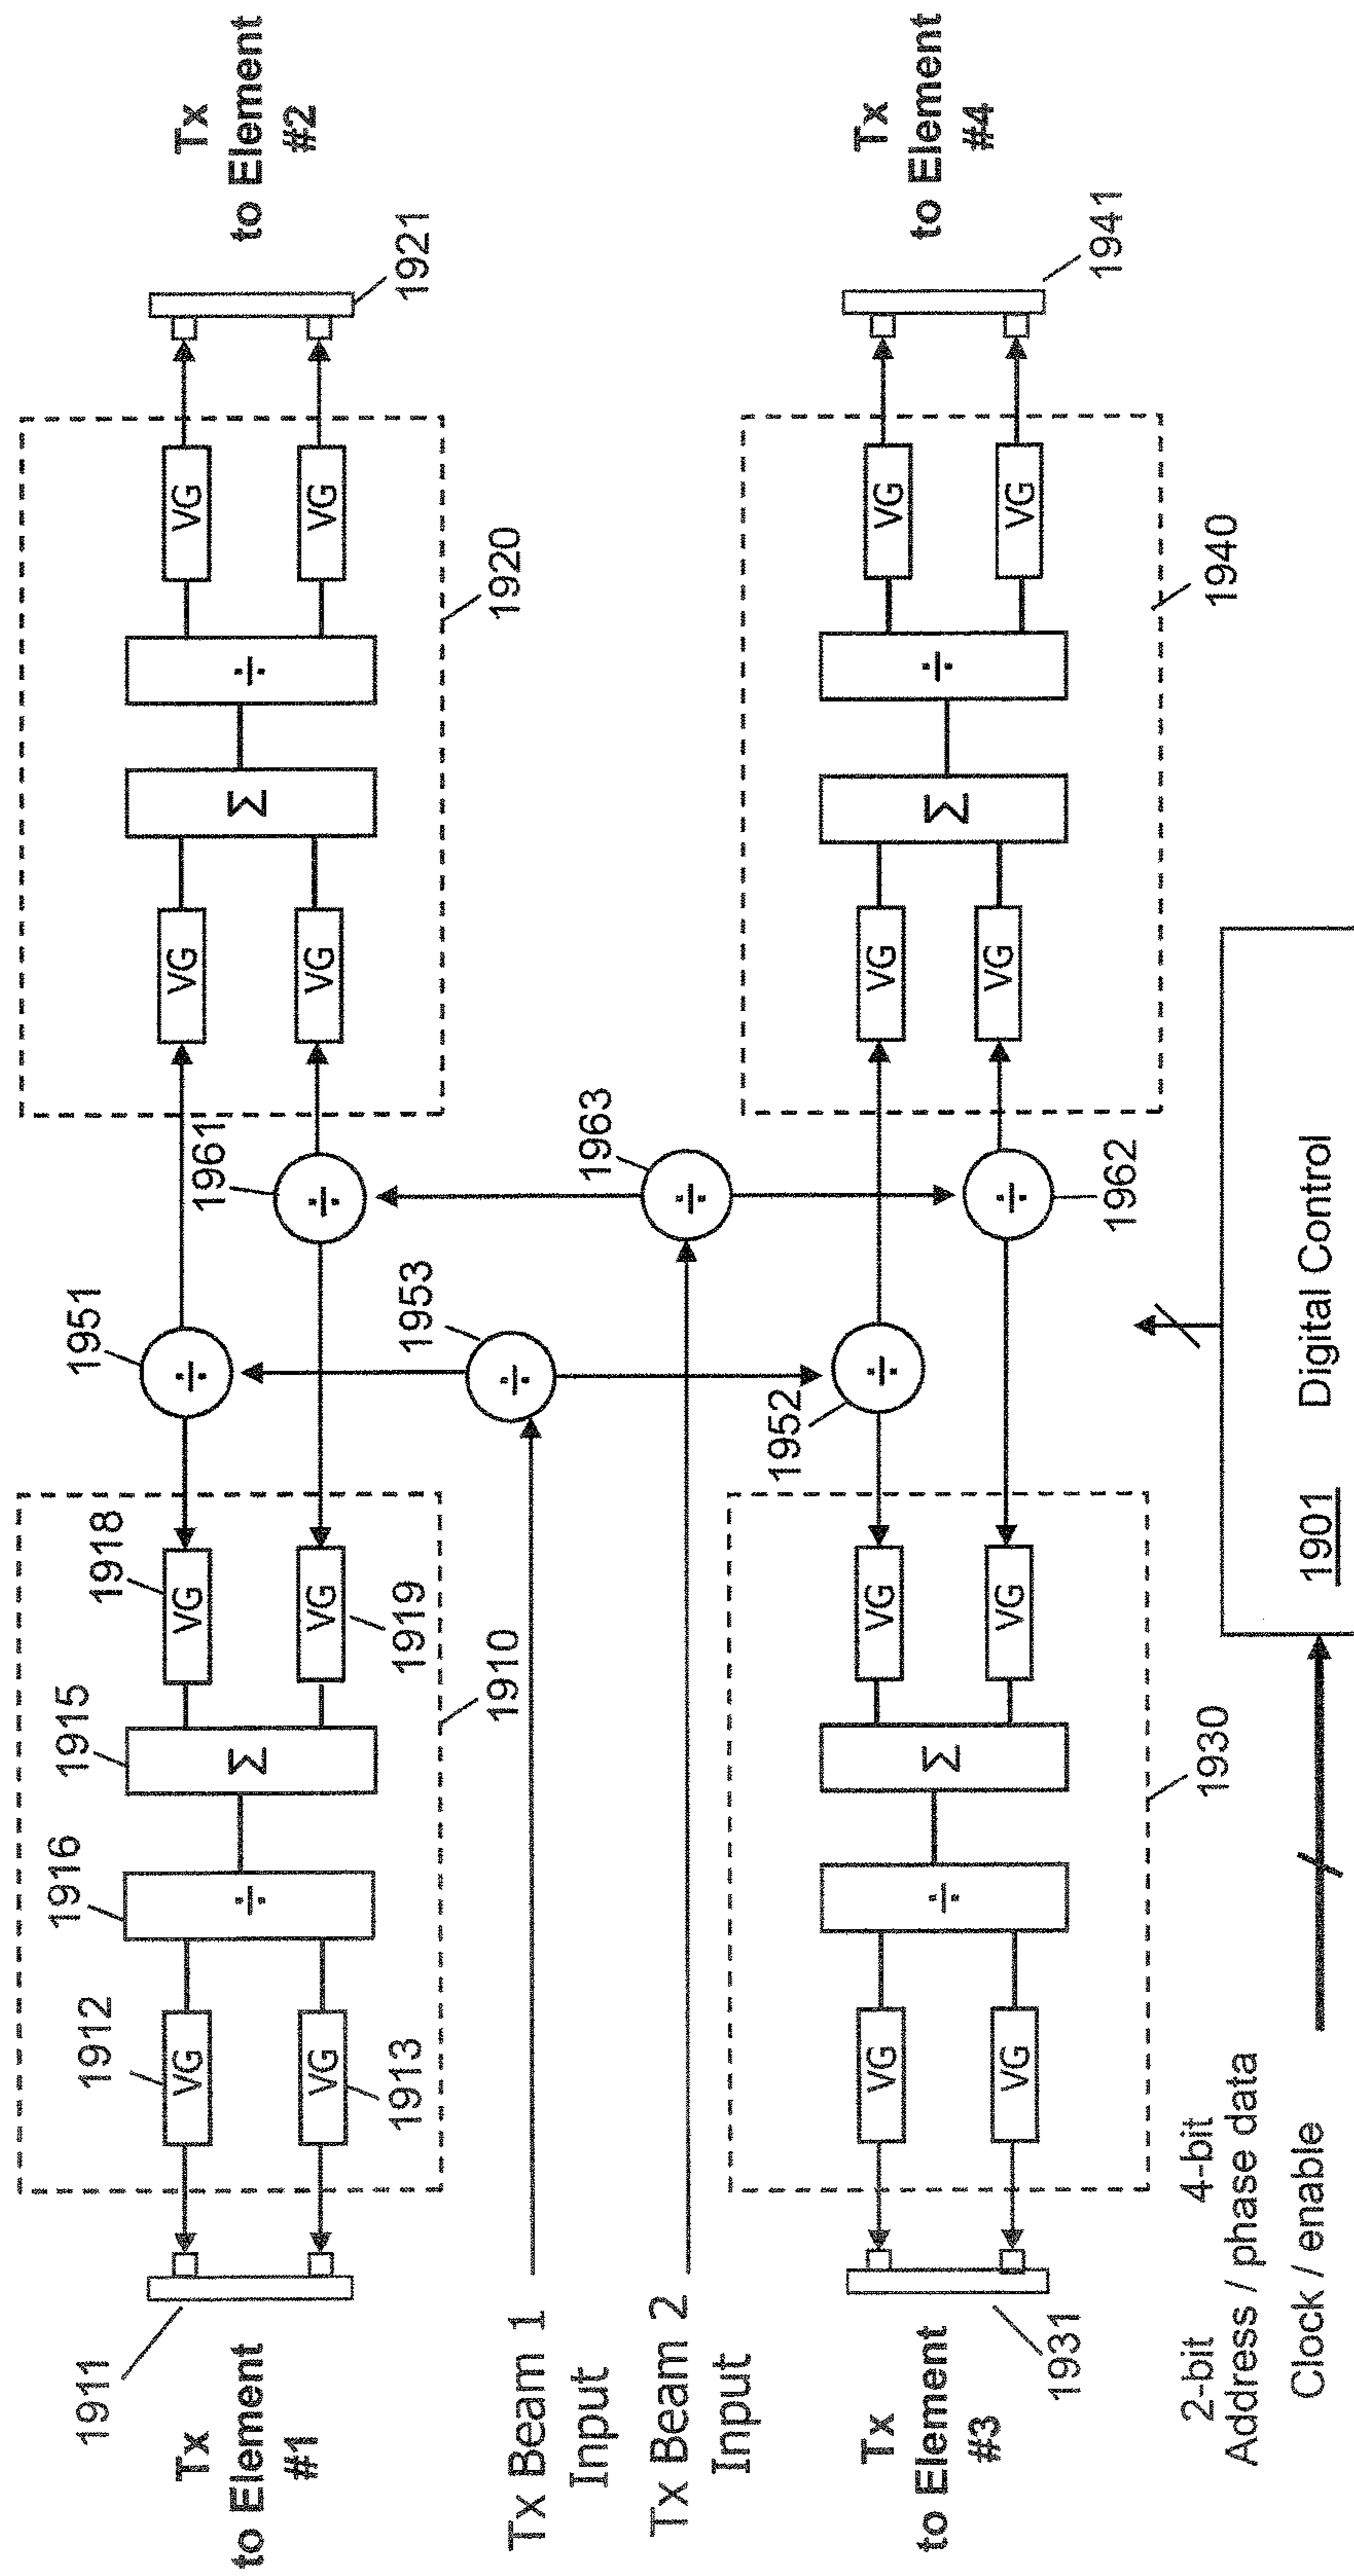 Tx
to Element
#1
1911
1912
1913
VG
VG
1916
÷
1915
Σ
1918
1919
VG
VG
1910
1951
÷
1961
÷
VG
VG
Σ
÷
VG
VG
1920
1921
Tx
to Element
#2
Tx Beam 1
Input
1953
÷
Tx Beam 2
Input
1963
÷
Tx
to Element
#3
1931
VG
VG
÷
Σ
VG
VG
1930
1952
÷
1962
÷
VG
VG
Σ
÷
VG
VG
1940
1941
Tx
to Element
#4
2-bit 4-bit
Address / phase data
Clock / enable
1901 Digital Control